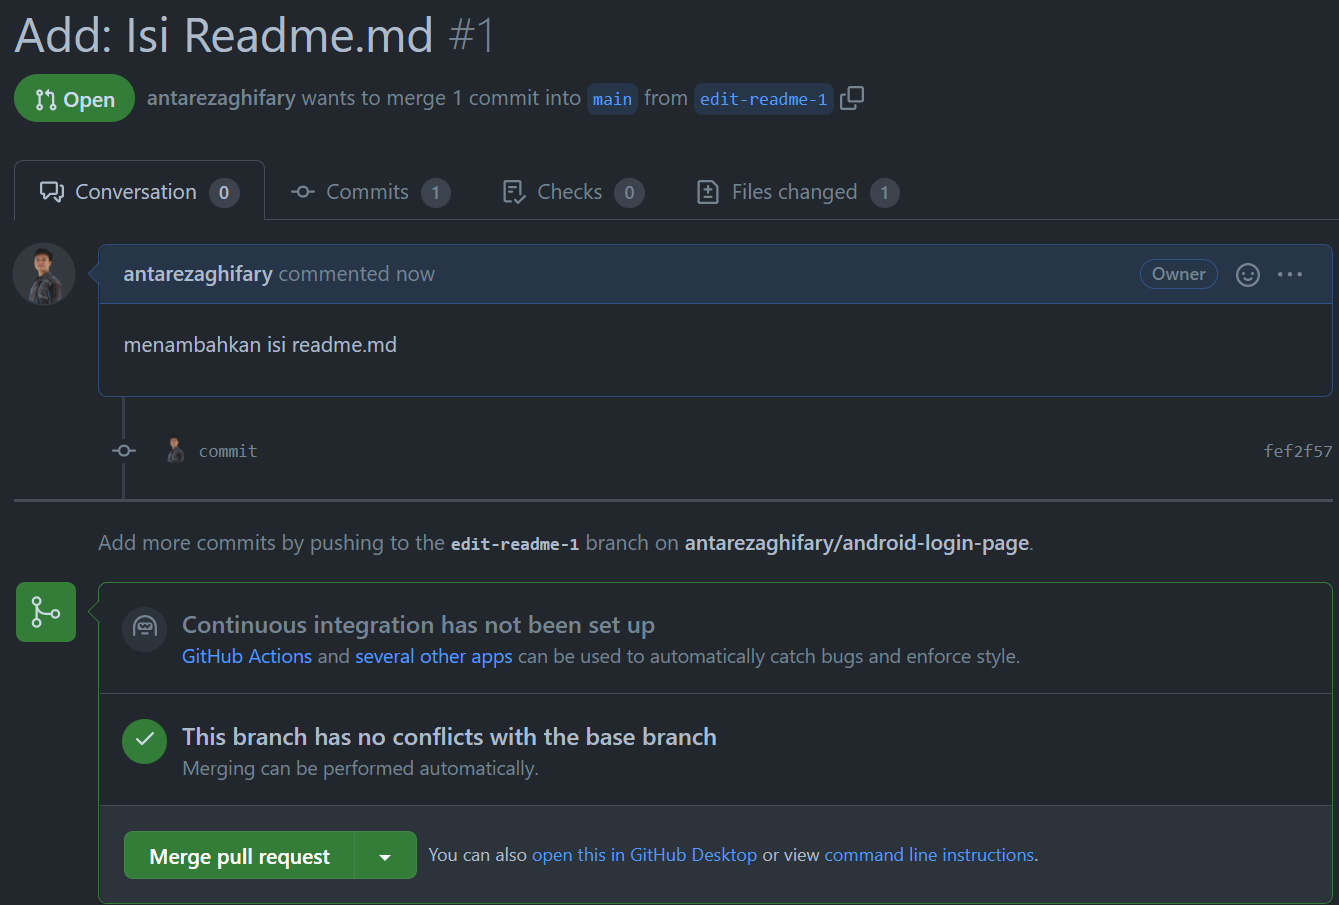 Add: Isi Readme.md #1
Open antarezaghifary wants to merge 1 commit into main from edit-readme-1
Conversation 0 Commits 1 Checks 0 Files changed 1
antarezaghifary commented now Owner
menambahkan isi readme.md
commit fef2f57
Add more commits by pushing to the edit-readme-1 branch on antarezaghifary/android-login-page.
Continuous integration has not been set up
GitHub Actions and several other apps can be used to automatically catch bugs and enforce style.
This branch has no conflicts with the base branch
Merging can be performed automatically.
Merge pull request You can also open this in GitHub Desktop or view command line instructions.